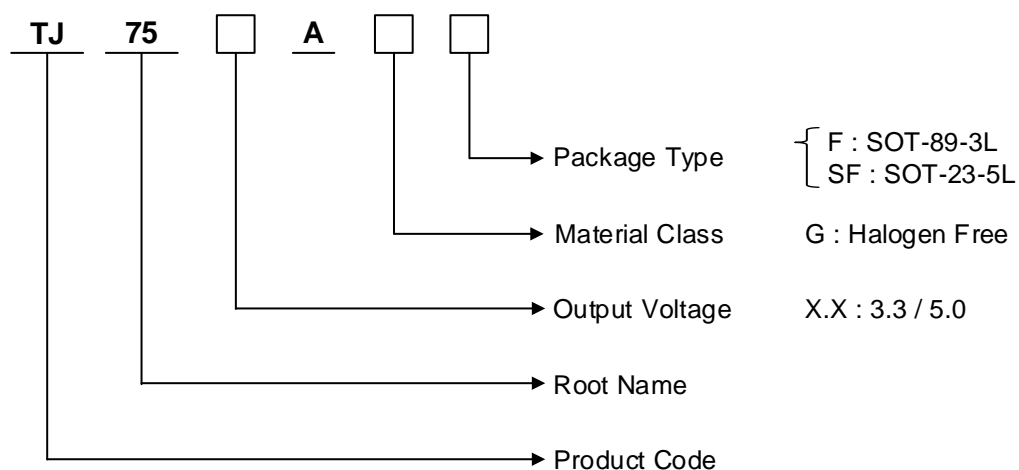 TJ 75 A
Package Type F : SOT-89-3L
SF : SOT-23-5L
Material Class G : Halogen Free
Output Voltage X.X : 3.3 / 5.0
Root Name
Product Code